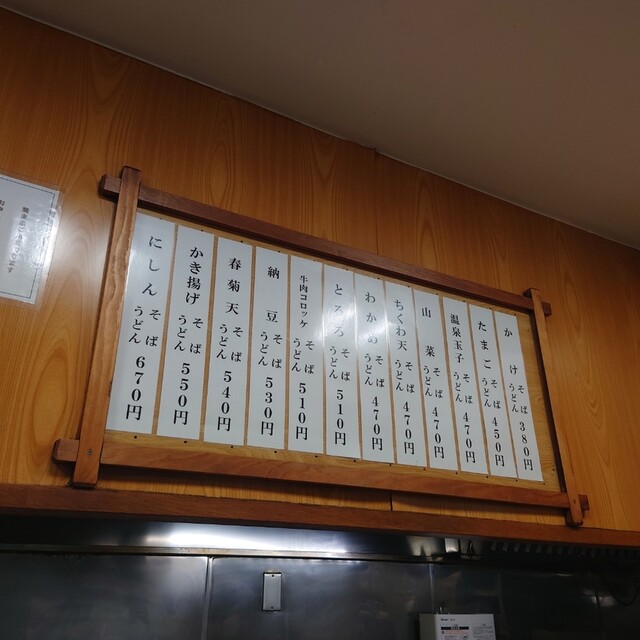 かけ そば うどん 380円
たまご そば うどん 450円
温泉玉子 そば うどん 470円
山菜 そば うどん 470円
ちくわ天 そば うどん 470円
わかめ そば うどん 470円
とろろ そば うどん 510円
牛肉コロッケ そば うどん 510円
納豆 そば うどん 530円
春菊天 そば うどん 540円
かき揚げ そば うどん 550円
にしん そば うどん 670円